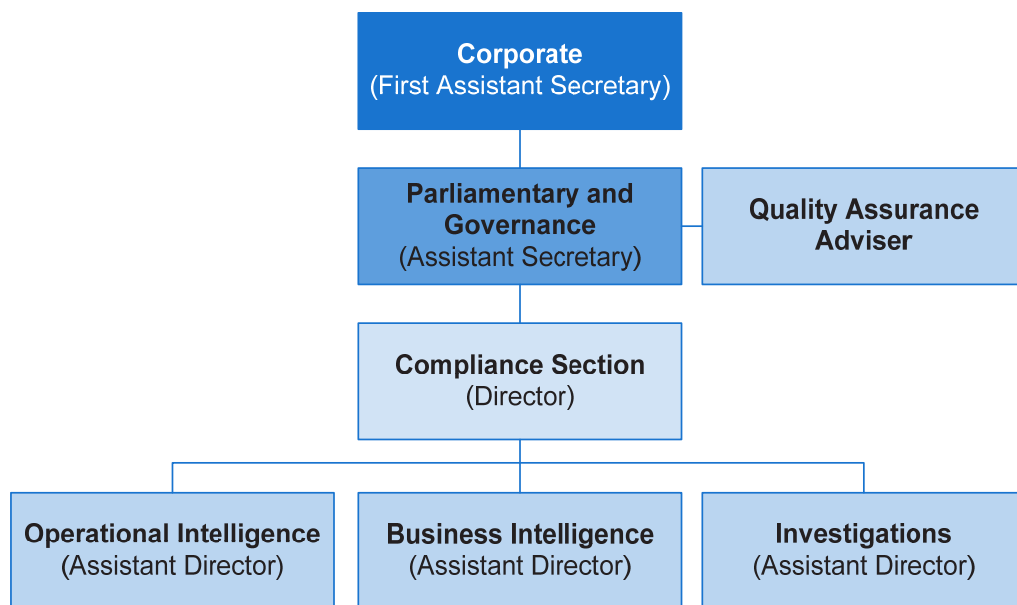 Corporate
(First Assistant Secretary)
Parliamentary and
Governance
(Assistant Secretary)
Quality Assurance
Adviser
Compliance Section
(Director)
Operational Intelligence
(Assistant Director)
Business Intelligence
(Assistant Director)
Investigations
(Assistant Director)